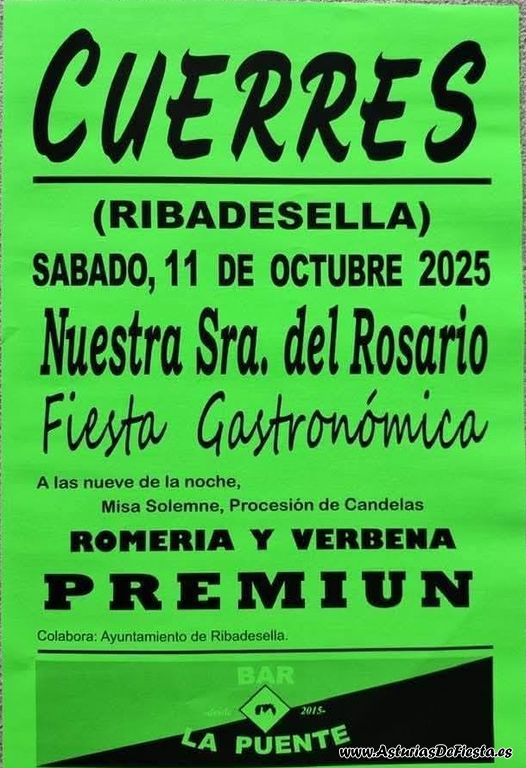 CUERRES
(RIBADESELLA)
SABADO, 11 DE OCTUBRE 2025
Nuestra Sra. del Rosario
Fiesta Gastronómica
A las nueve de la noche,
Misa Solemne, Procesión de Candelas
ROMERIA Y VERBENA
PREMIUN
Colabora: Ayuntamiento de Ribadesella.
BAR
-desde 2015-
LA PUENTE
www.AsturiasDeFiesta.es